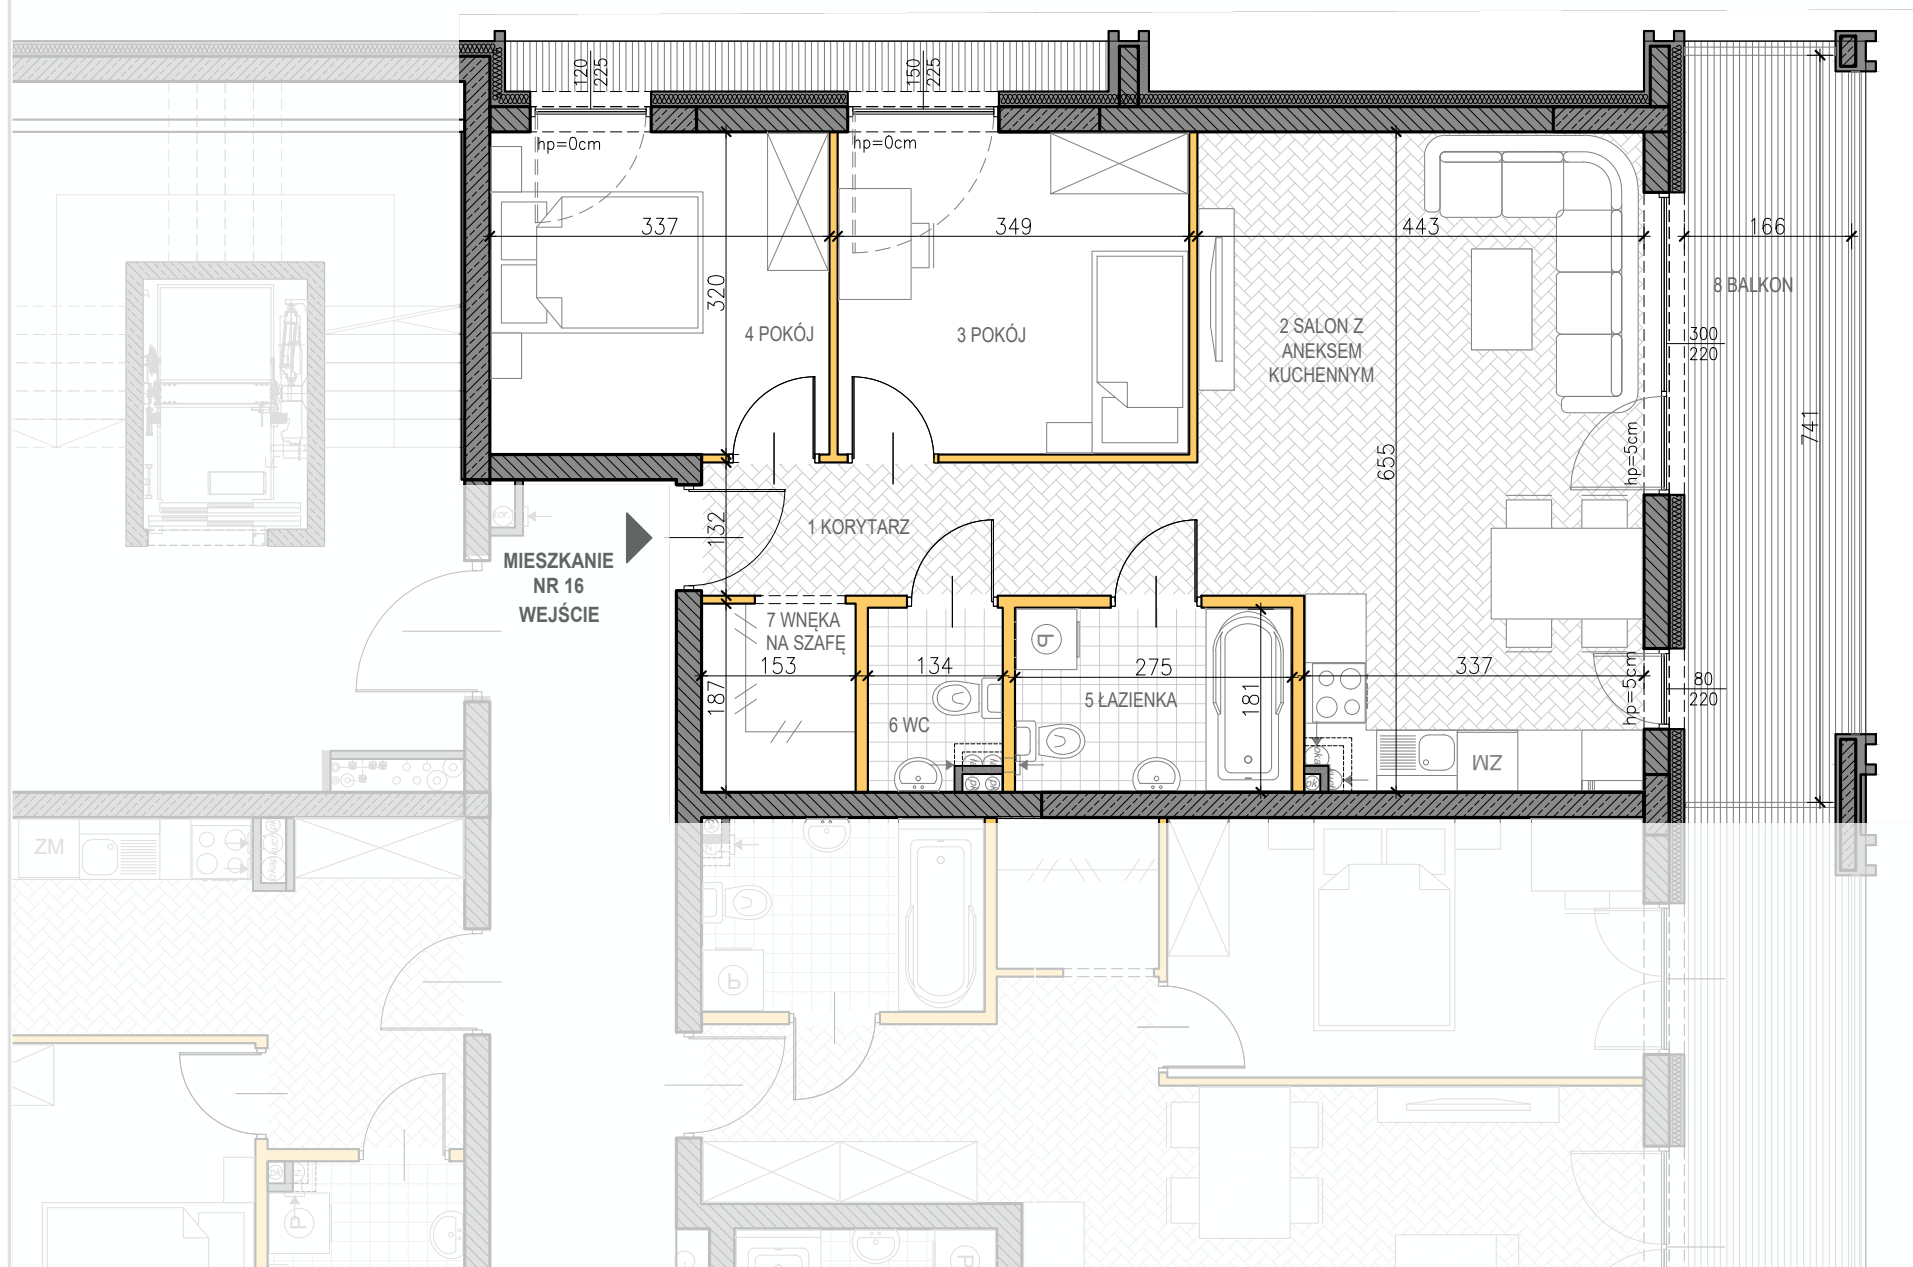 120
225
150
225
hp=0cm
hp=0cm
337
349
443
166
320
8 BALKON
4 POKÓJ
3 POKÓJ
2 SALON Z
ANEKSEM
KUCHENNYM
300
220
741
hp=5cm
655
132
1 KORYTARZ
MIESZKANIE
NR 16
WEJŚCIE
7 WNĘKA
NA SZAFĘ
153
134
275
337
187
181
5 ŁAZIENKA
6 WC
hp=5cm
80
220
ZM
P
ZM
P
P
P